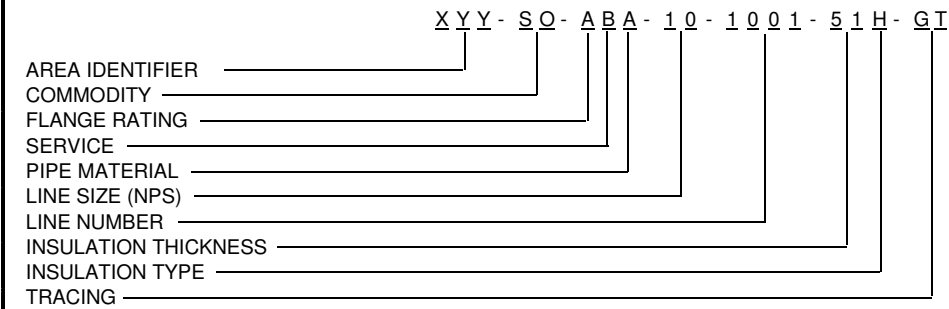 XYY-SO-ABA-10-1001-51H-GT
AREA IDENTIFIER
COMMODITY
FLANGE RATING
SERVICE
PIPE MATERIAL
LINE SIZE (NPS)
LINE NUMBER
INSULATION THICKNESS
INSULATION TYPE
TRACING